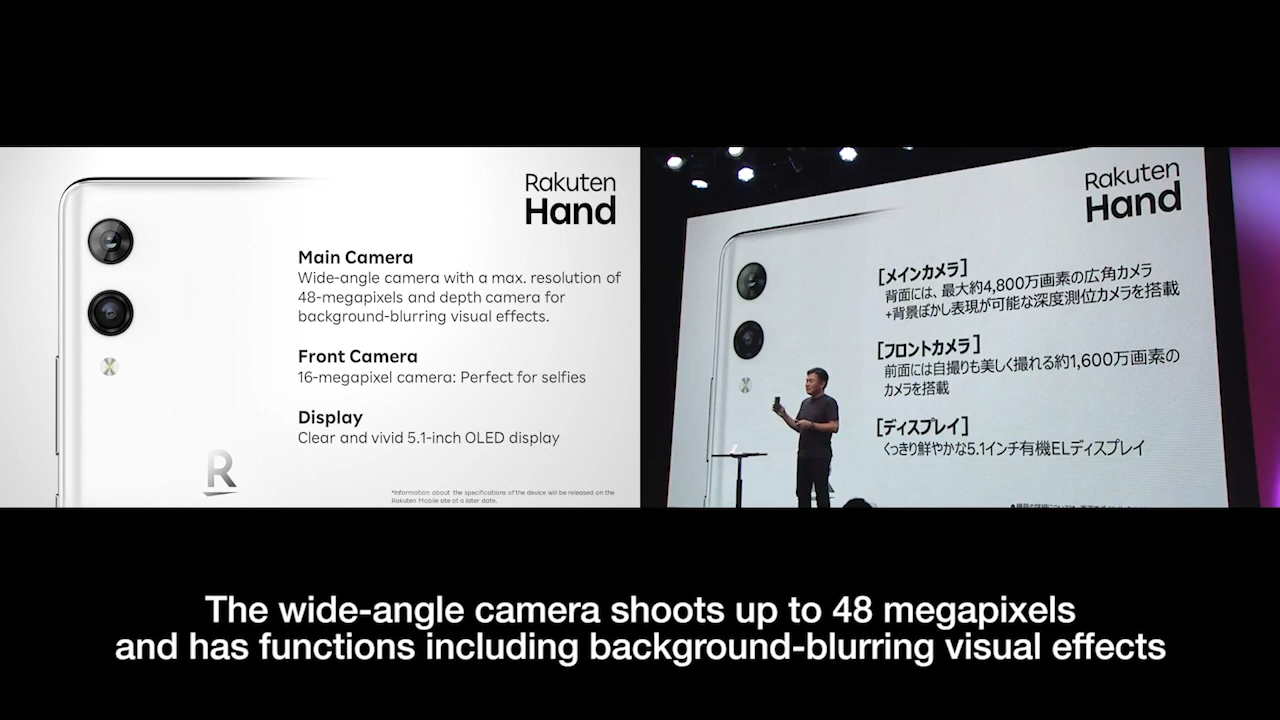 Rakuten
Hand
Main Camera
Wide-angle camera with a max. resolution of
48-megapixels and depth camera for
background-blurring visual effects.
Front Camera
16-megapixel camera: Perfect for selfies
Display
Clear and vivid 5.1-inch OLED display
R
*Information about the specifications of the device will be released on the
Rakuten Mobile site at a later date.
Rakuten
Hand
[メインカメラ]
背面には、最大約4,800万画素の広角カメラ
+背景ぼかし表現が可能な深度測位カメラを搭載
[フロントカメラ]
前面には自撮りも美しく撮れる約1,600万画素の
カメラを搭載
[ディスプレイ]
くっきり鮮やかな5.1インチ有機ELディスプレイ
The wide-angle camera shoots up to 48 megapixels
and has functions including background-blurring visual effects